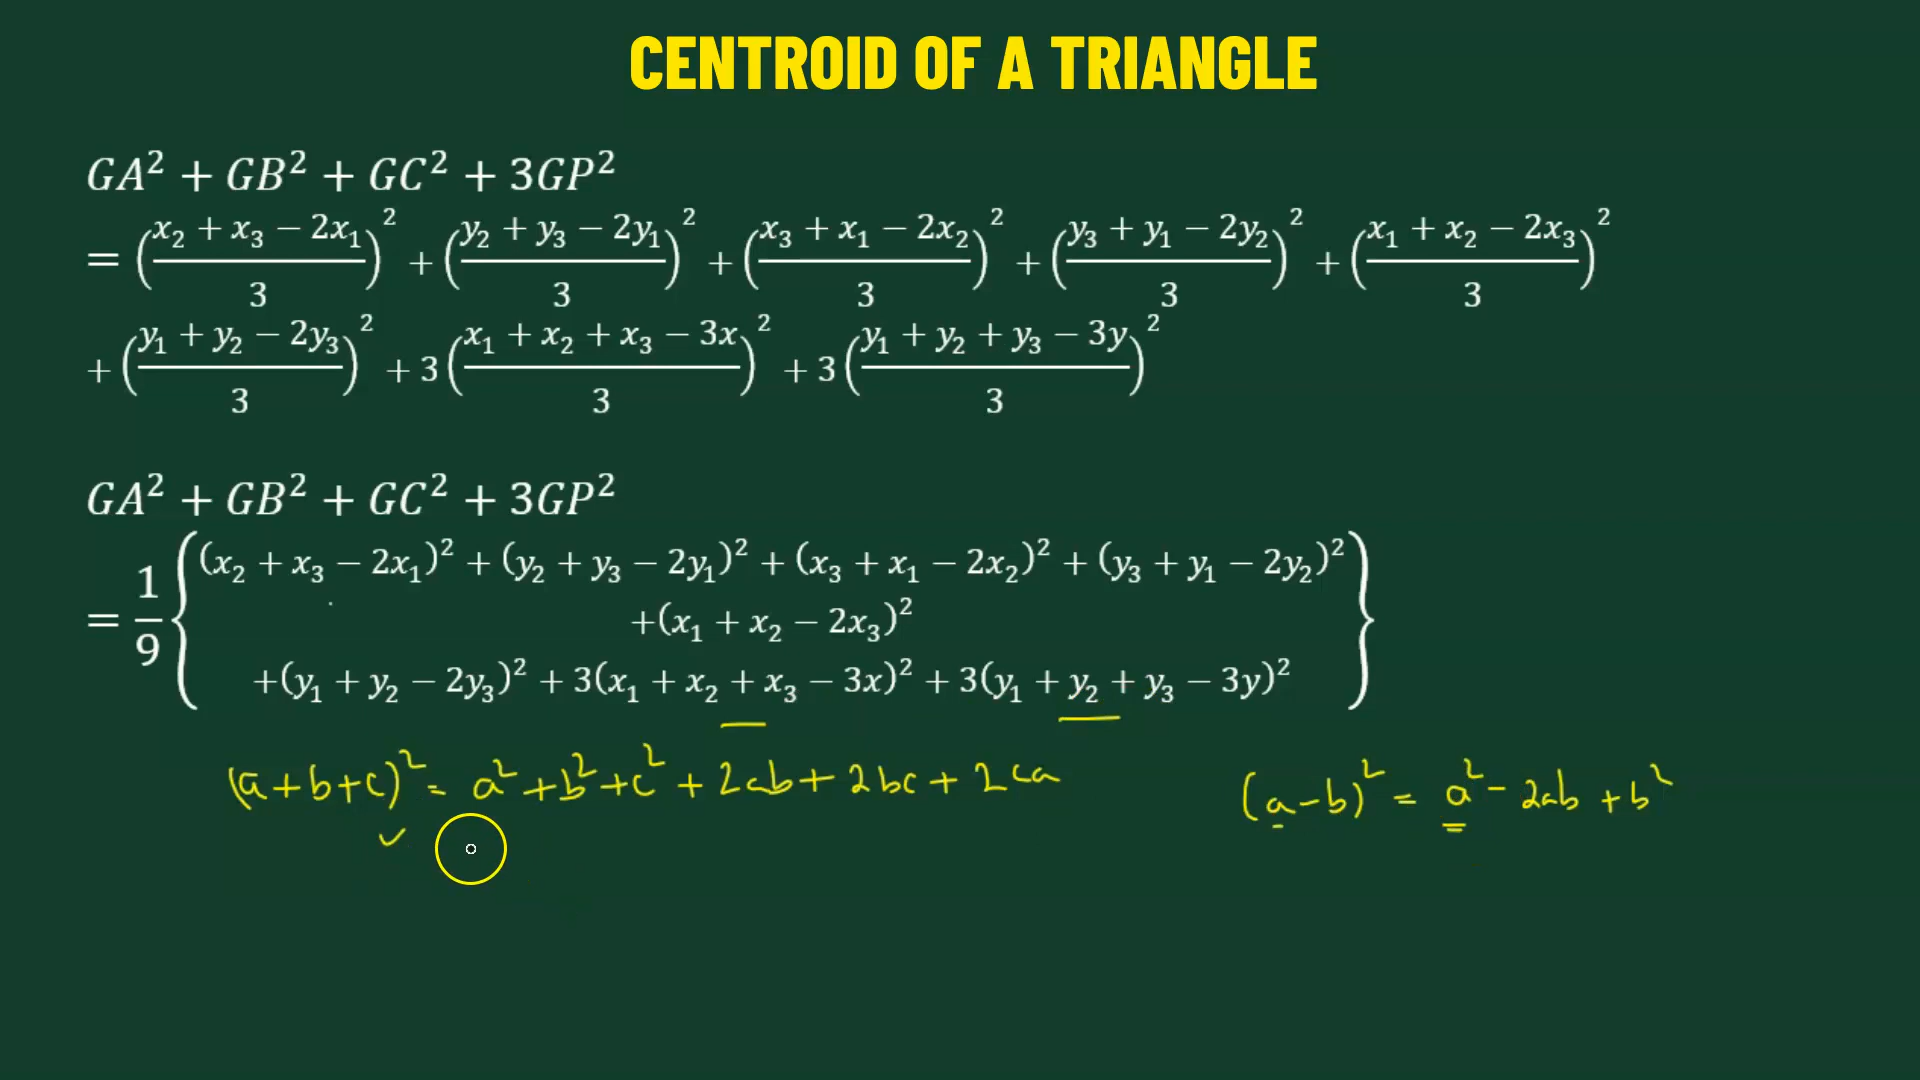 CENTROID OF A TRIANGLE
GA² + GB² + GC² + 3GP²
= ((x₂ + x₃ − 2x₁)/3)² + ((y₂ + y₃ − 2y₁)/3)² + ((x₃ + x₁ − 2x₂)/3)² + ((y₃ + y₁ − 2y₂)/3)² + ((x₁ + x₂ − 2x₃)/3)²
+ ((y₁ + y₂ − 2y₃)/3)² + 3((x₁ + x₂ + x₃ − 3x)/3)² + 3((y₁ + y₂ + y₃ − 3y)/3)²
GA² + GB² + GC² + 3GP²
= 1/9 { (x₂ + x₃ − 2x₁)² + (y₂ + y₃ − 2y₁)² + (x₃ + x₁ − 2x₂)² + (y₃ + y₁ − 2y₂)²
+(x₁ + x₂ − 2x₃)²
+(y₁ + y₂ − 2y₃)² + 3(x₁ + x₂ + x₃ − 3x)² + 3(y₁ + y₂ + y₃ − 3y)² }
(a+b+c)² = a² + b² + c² + 2ab + 2bc + 2ca
(a−b)² = a² − 2ab + b²